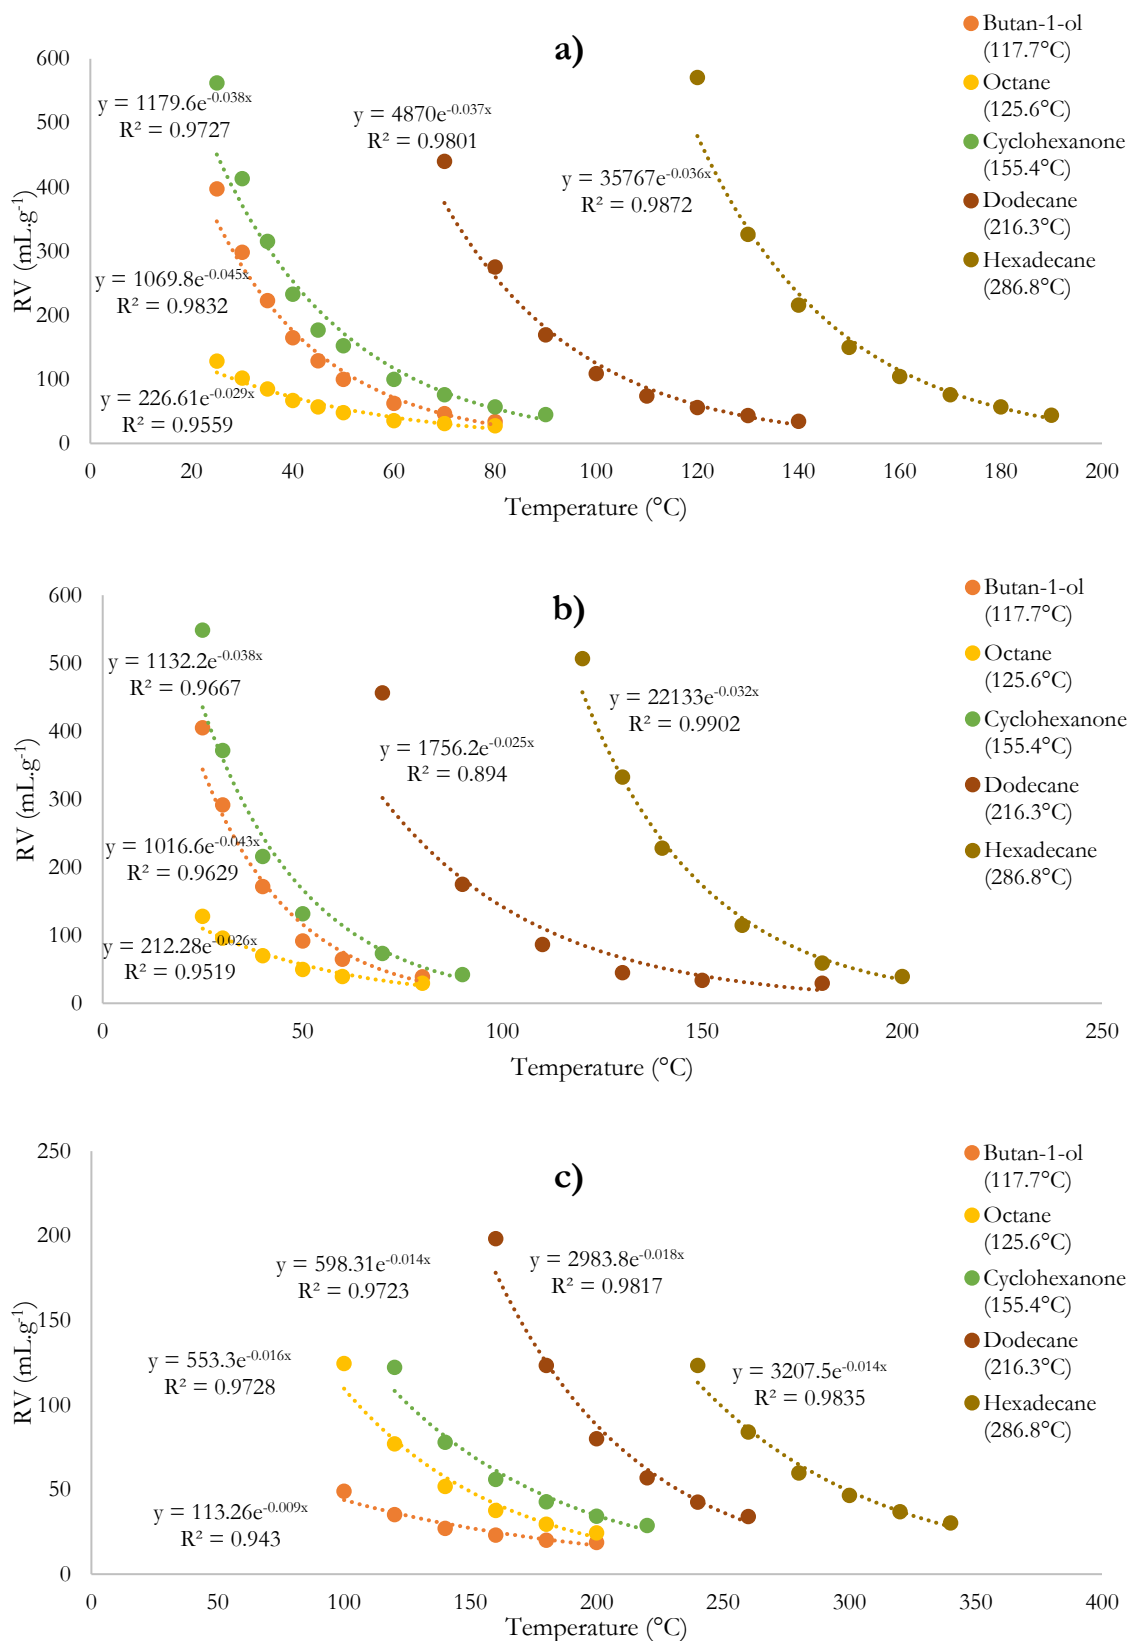 a)
600
500
400
300
200
100
0
RV (mL.g⁻¹)
y = 1179.6e^-0.038x
R² = 0.9727
y = 4870e^-0.037x
R² = 0.9801
y = 35767e^-0.036x
R² = 0.9872
y = 1069.8e^-0.045x
R² = 0.9832
y = 226.61e^-0.029x
R² = 0.9559
0 20 40 60 80 100 120 140 160 180 200
Temperature (°C)
Butan-1-ol
(117.7°C)
Octane
(125.6°C)
Cyclohexanone
(155.4°C)
Dodecane
(216.3°C)
Hexadecane
(286.8°C)
b)
600
500
400
300
200
100
0
RV (mL.g⁻¹)
y = 1132.2e^-0.038x
R² = 0.9667
y = 22133e^-0.032x
R² = 0.9902
y = 1756.2e^-0.025x
R² = 0.894
y = 1016.6e^-0.043x
R² = 0.9629
y = 212.28e^-0.026x
R² = 0.9519
0 50 100 150 200 250
Temperature (°C)
Butan-1-ol
(117.7°C)
Octane
(125.6°C)
Cyclohexanone
(155.4°C)
Dodecane
(216.3°C)
Hexadecane
(286.8°C)
c)
250
200
150
100
50
0
RV (mL.g⁻¹)
y = 598.31e^-0.014x
R² = 0.9723
y = 2983.8e^-0.018x
R² = 0.9817
y = 553.3e^-0.016x
R² = 0.9728
y = 3207.5e^-0.014x
R² = 0.9835
y = 113.26e^-0.009x
R² = 0.943
0 50 100 150 200 250 300 350 400
Temperature (°C)
Butan-1-ol
(117.7°C)
Octane
(125.6°C)
Cyclohexanone
(155.4°C)
Dodecane
(216.3°C)
Hexadecane
(286.8°C)